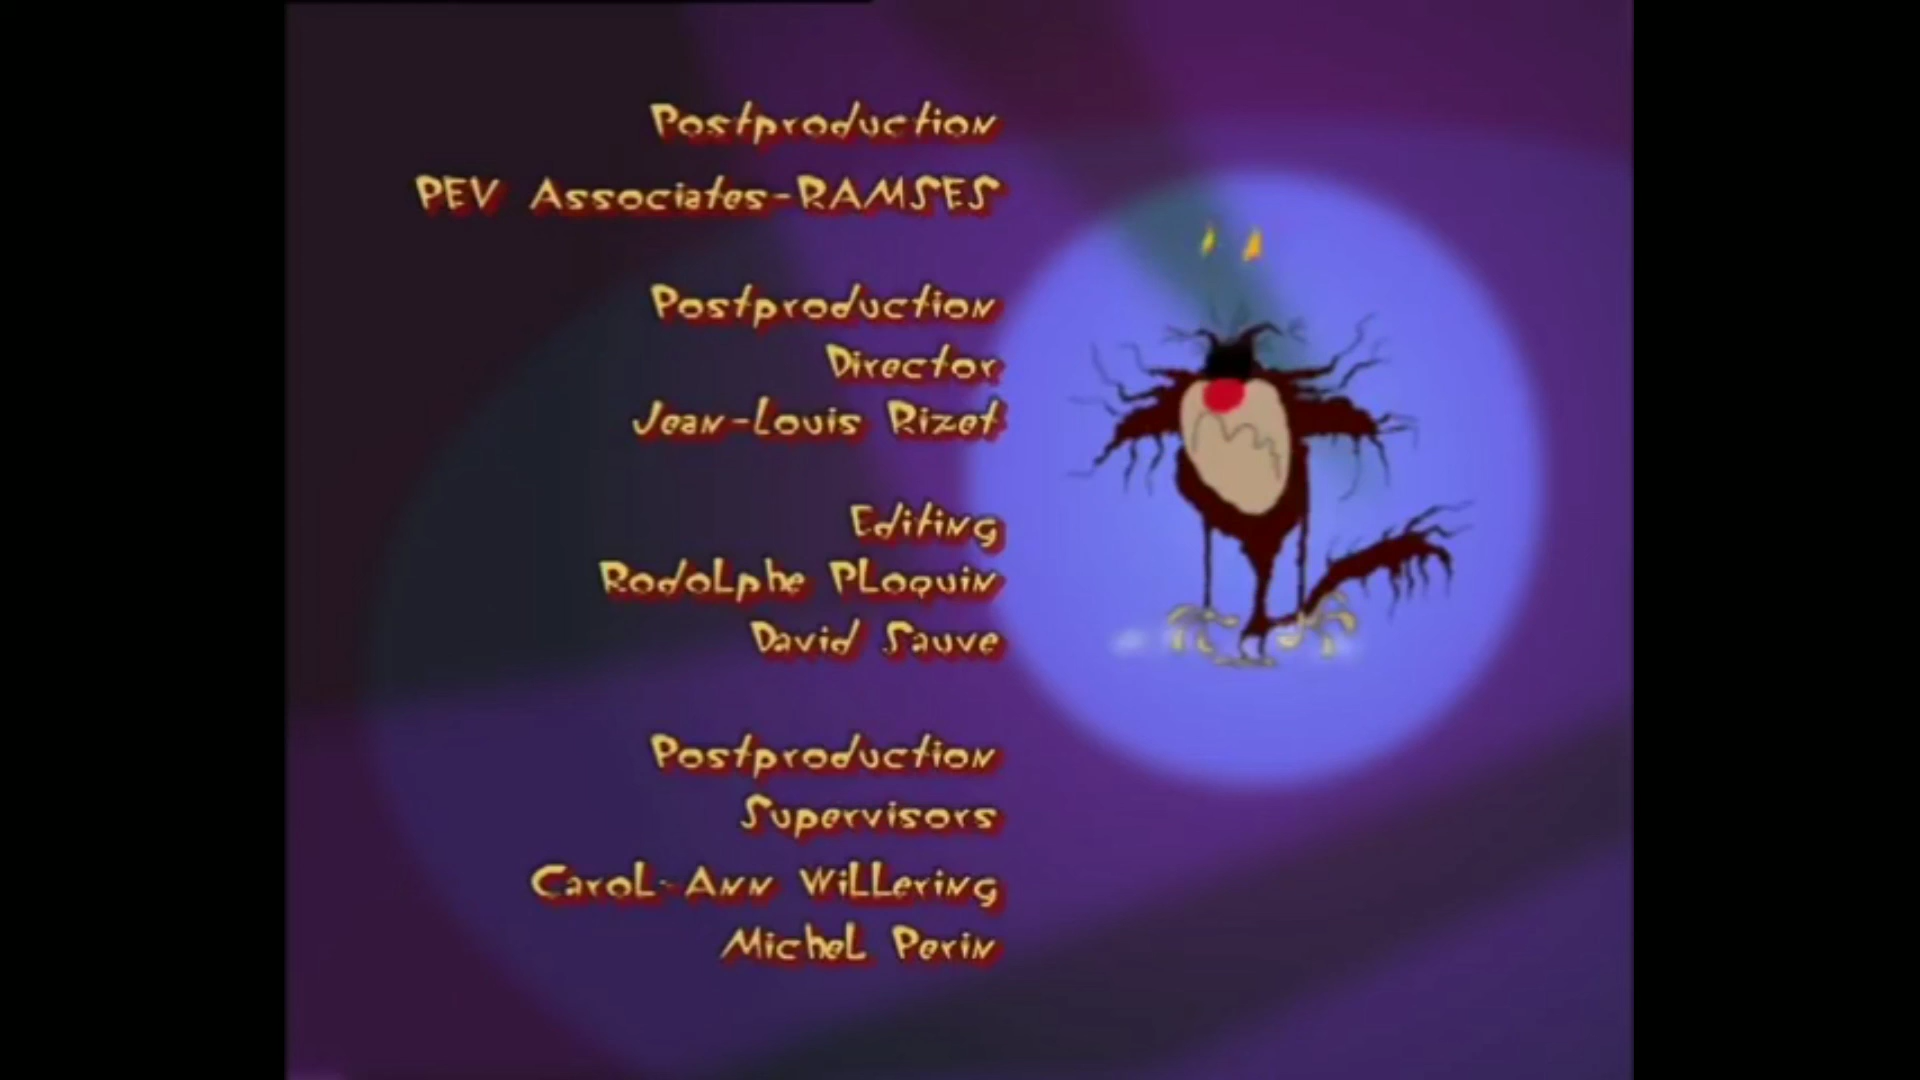 Postproduction
PEV Associates-RAMSES
Postproduction
Director
Jean-Louis Rizet
Editing
Rodolphe Ploquin
David Sauve
Postproduction
Supervisors
Carol-Ann Willering
Michel Perin